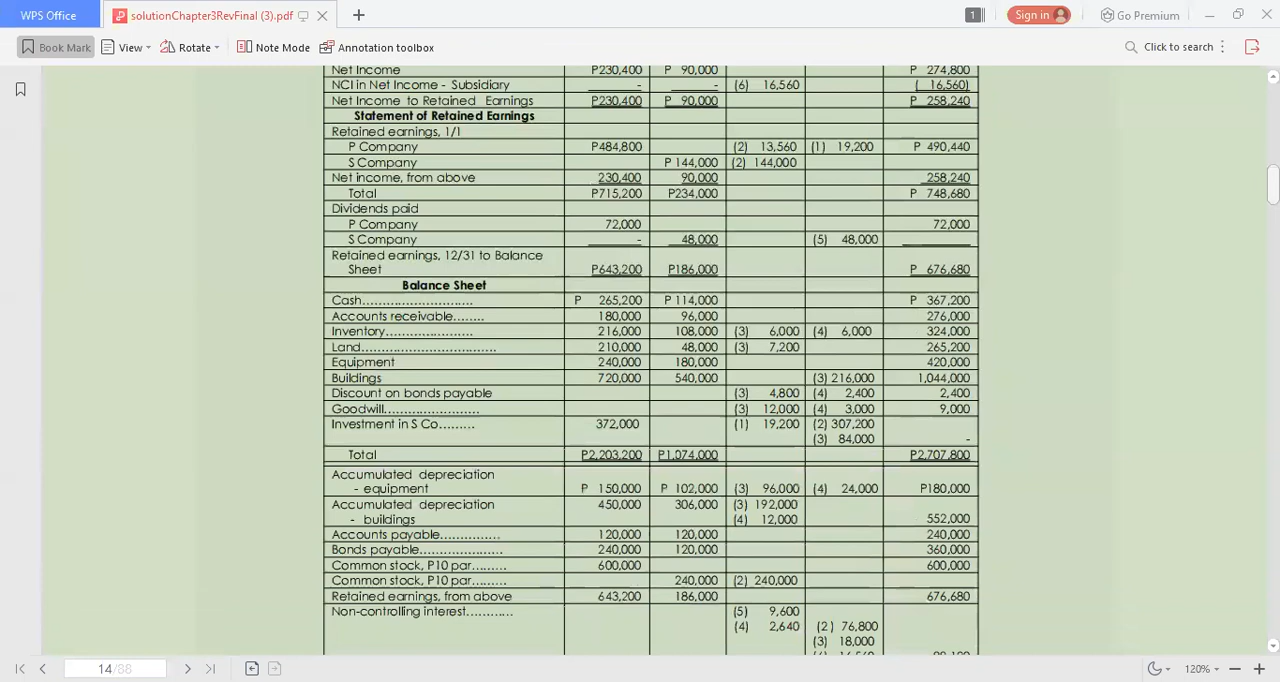 WPS Office
solutionChapter3RevFinal (3).pdf
1
Sign in
Go Premium
Book Mark
View
Rotate
Note Mode
Annotation toolbox
Click to search
Net Income P230,400 P 90,000 P 274,800
NCI in Net Income - Subsidiary - - (6) 16,560 ( 16,560)
Net Income to Retained Earnings P230,400 P 90,000 P 258,240
Statement of Retained Earnings
Retained earnings, 1/1
P Company P484,800 (2) 13,560 (1) 19,200 P 490,440
S Company P 144,000 (2) 144,000
Net income, from above 230,400 90,000 258,240
Total P715,200 P234,000 P 748,680
Dividends paid
P Company 72,000 72,000
S Company - 48,000 (5) 48,000
Retained earnings, 12/31 to Balance
Sheet P643,200 P186,000 P 676,680
Balance Sheet
Cash............................ P 265,200 P 114,000 P 367,200
Accounts receivable........ 180,000 96,000 276,000
Inventory...................... 216,000 108,000 (3) 6,000 (4) 6,000 324,000
Land.................................. 210,000 48,000 (3) 7,200 265,200
Equipment 240,000 180,000 420,000
Buildings 720,000 540,000 (3) 216,000 1,044,000
Discount on bonds payable (3) 4,800 (4) 2,400 2,400
Goodwill........................ (3) 12,000 (4) 3,000 9,000
Investment in S Co......... 372,000 (1) 19,200 (2) 307,200
(3) 84,000 -
Total P2,203,200 P1,074,000 P2,707,800
Accumulated depreciation
- equipment P 150,000 P 102,000 (3) 96,000 (4) 24,000 P180,000
Accumulated depreciation 450,000 306,000 (3) 192,000
- buildings (4) 12,000 552,000
Accounts payable............... 120,000 120,000 240,000
Bonds payable..................... 240,000 120,000 360,000
Common stock, P10 par......... 600,000 600,000
Common stock, P10 par......... 240,000 (2) 240,000
Retained earnings, from above 643,200 186,000 676,680
Non-controlling interest............ (5) 9,600
(4) 2,640 (2 ) 76,800
(3) 18,000
14/88
120%